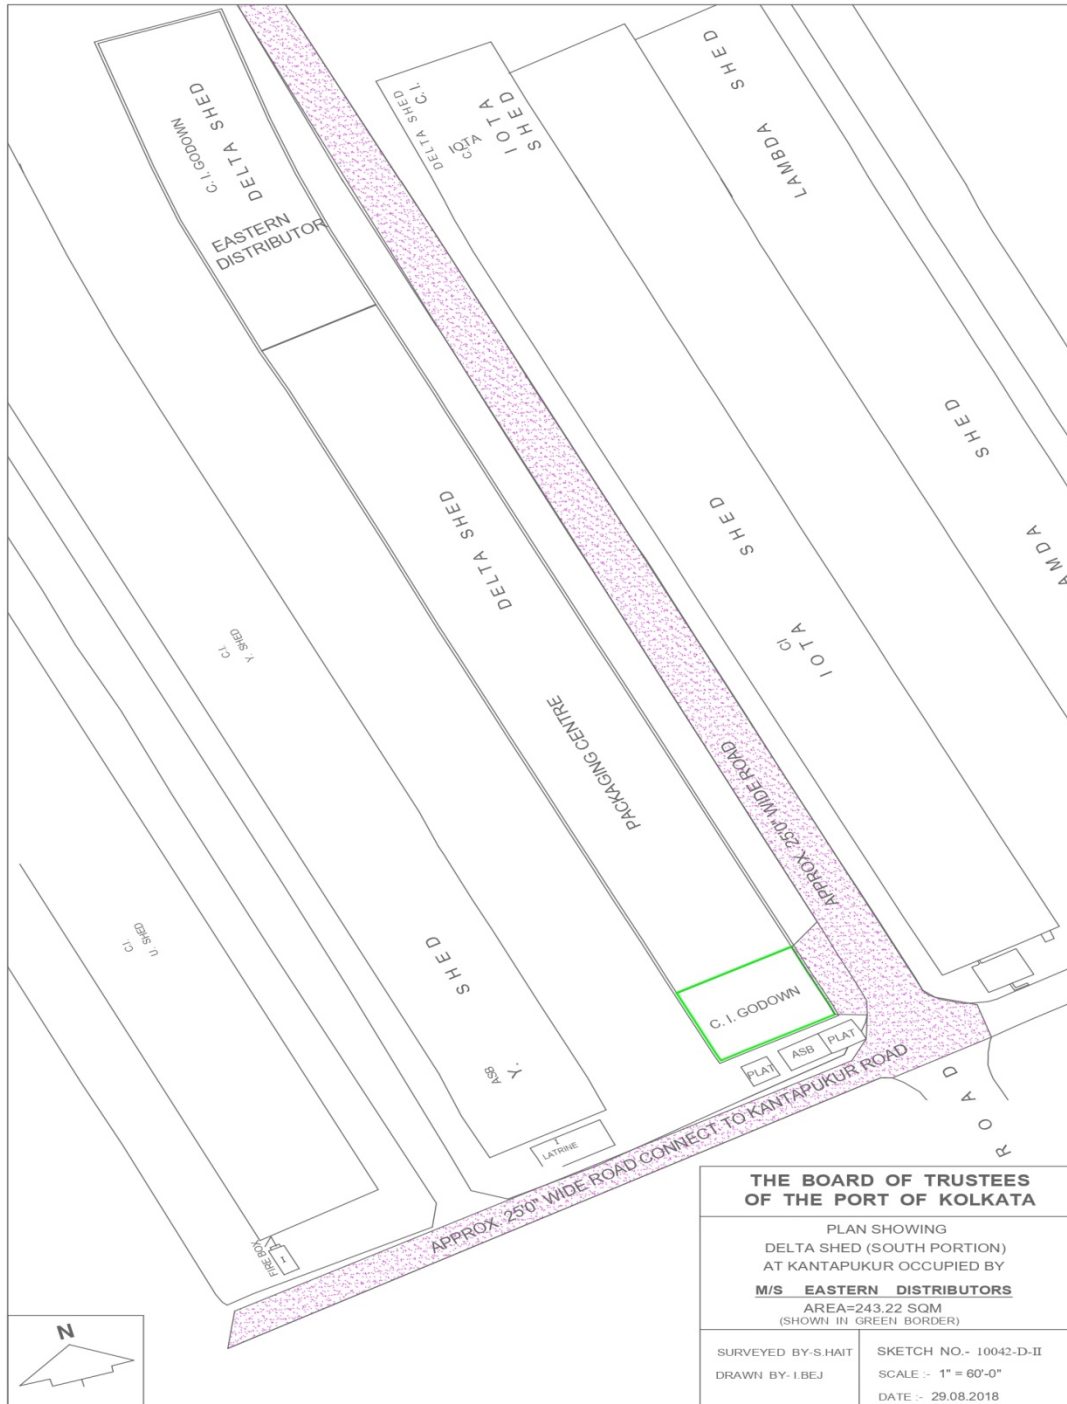 DELTA SHED
C. I. GODOWN
EASTERN
DISTRIBUTOR
DELTA SHED
C. I.
IOTA
C.I.
IOTA
SHED
LAMBDA SHED
SHED
AMDA
DELTA SHED
PACKAGING CENTRE
SHED
CI
IOTA
Y. SHED
C.I.
U. SHED
C.I.
SHED
ASB
Y.
APPROX. 25'0" WIDE ROAD
C. I. GODOWN
PLAT
ASB
PLAT
LATRINE
FIRE BOX
APPROX. 25'0" WIDE ROAD CONNECT TO KANTAPUKUR ROAD
ROAD
THE BOARD OF TRUSTEES
OF THE PORT OF KOLKATA
PLAN SHOWING
DELTA SHED (SOUTH PORTION)
AT KANTAPUKUR OCCUPIED BY
M/S EASTERN DISTRIBUTORS
AREA=243.22 SQM
(SHOWN IN GREEN BORDER)
SURVEYED BY-S.HAIT
DRAWN BY- I.BEJ
SKETCH NO.- 10042-D-II
SCALE :- 1" = 60'-0"
DATE :- 29.08.2018
N